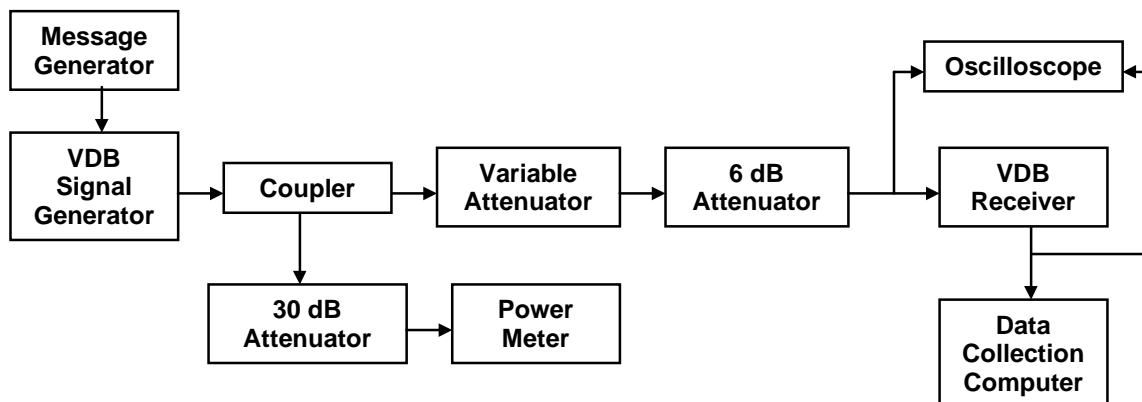 Message
Generator
Oscilloscope
VDB
Signal
Generator
Coupler
Variable
Attenuator
6 dB
Attenuator
VDB
Receiver
30 dB
Attenuator
Power
Meter
Data
Collection
Computer